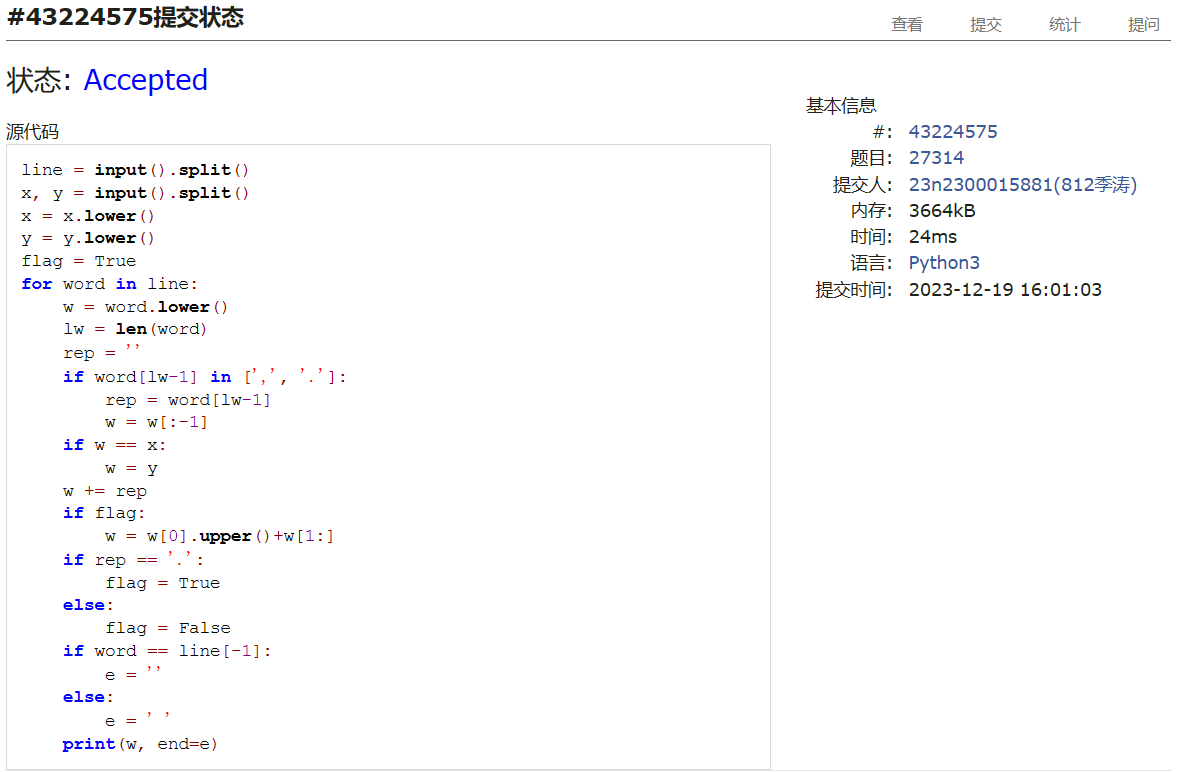 #43224575提交状态
查看 提交 统计 提问
状态: Accepted
源代码
line = input().split()
x, y = input().split()
x = x.lower()
y = y.lower()
flag = True
for word in line:
    w = word.lower()
    lw = len(word)
    rep = ''
    if word[lw-1] in [',', '.']:
        rep = word[lw-1]
        w = w[:-1]
    if w == x:
        w = y
    w += rep
    if flag:
        w = w[0].upper()+w[1:]
    if rep == '.':
        flag = True
    else:
        flag = False
    if word == line[-1]:
        e = ''
    else:
        e = ' '
    print(w, end=e)
基本信息
#: 43224575
题目: 27314
提交人: 23n2300015881(812季涛)
内存: 3664kB
时间: 24ms
语言: Python3
提交时间: 2023-12-19 16:01:03